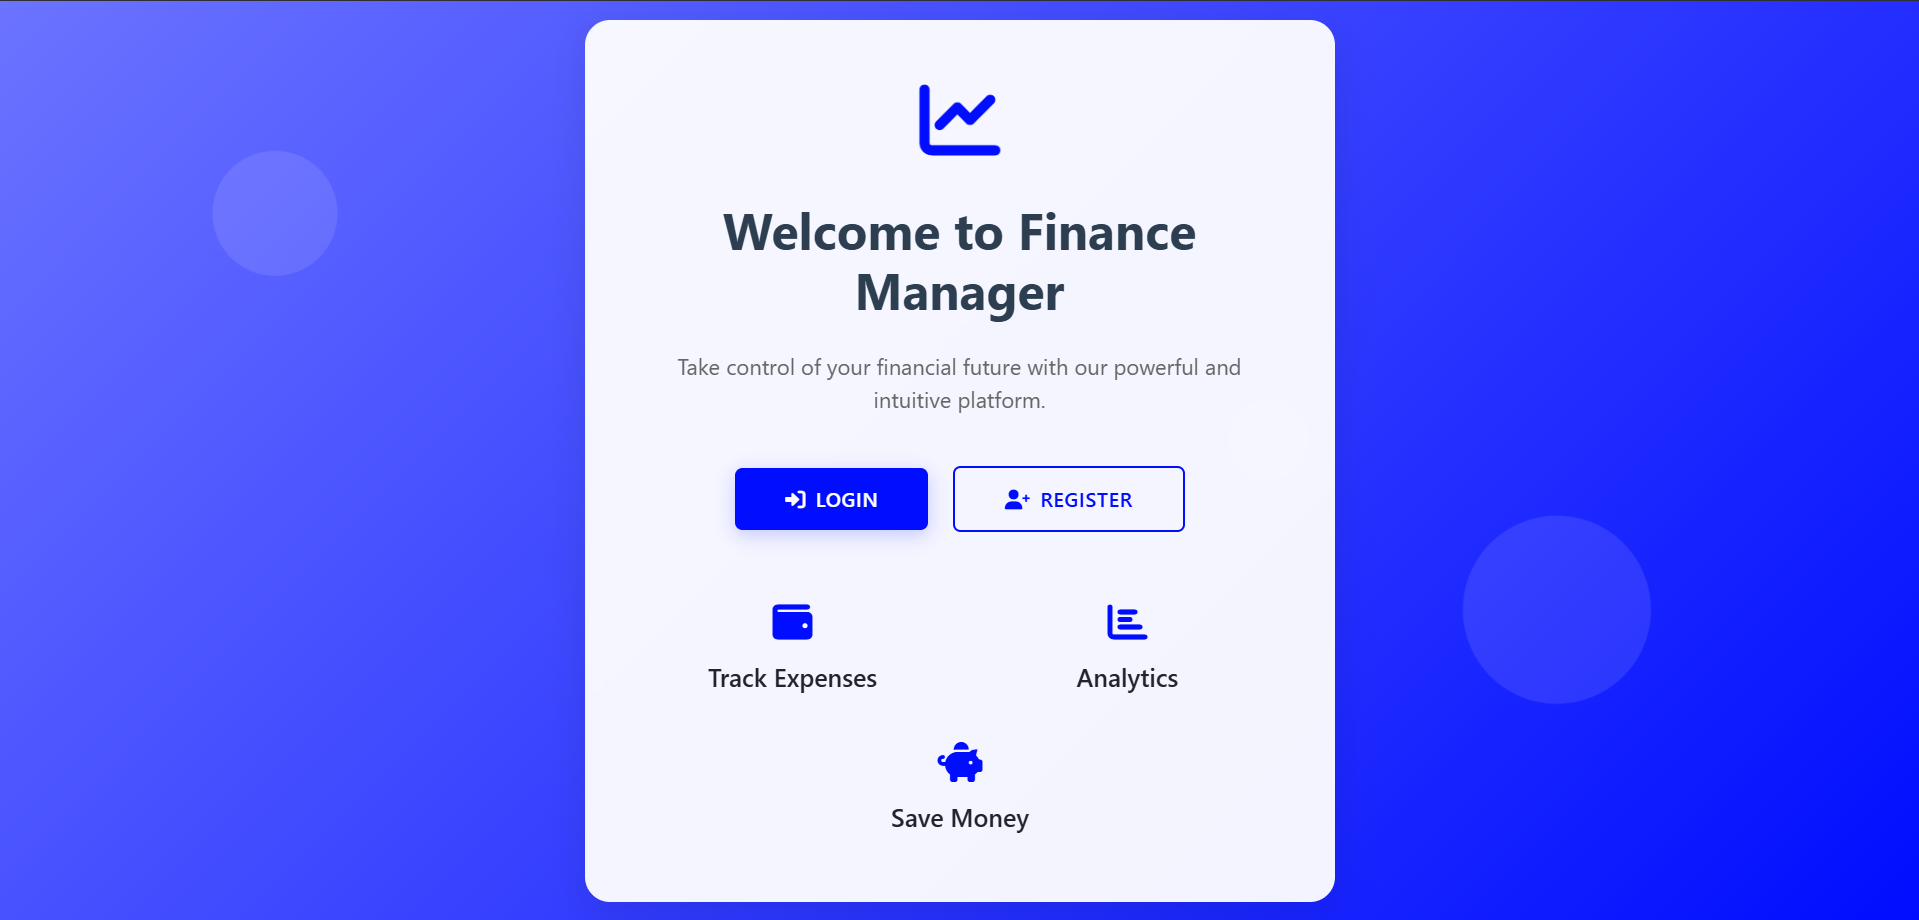 Welcome to Finance
Manager
Take control of your financial future with our powerful and
intuitive platform.
LOGIN
REGISTER
Track Expenses
Analytics
Save Money